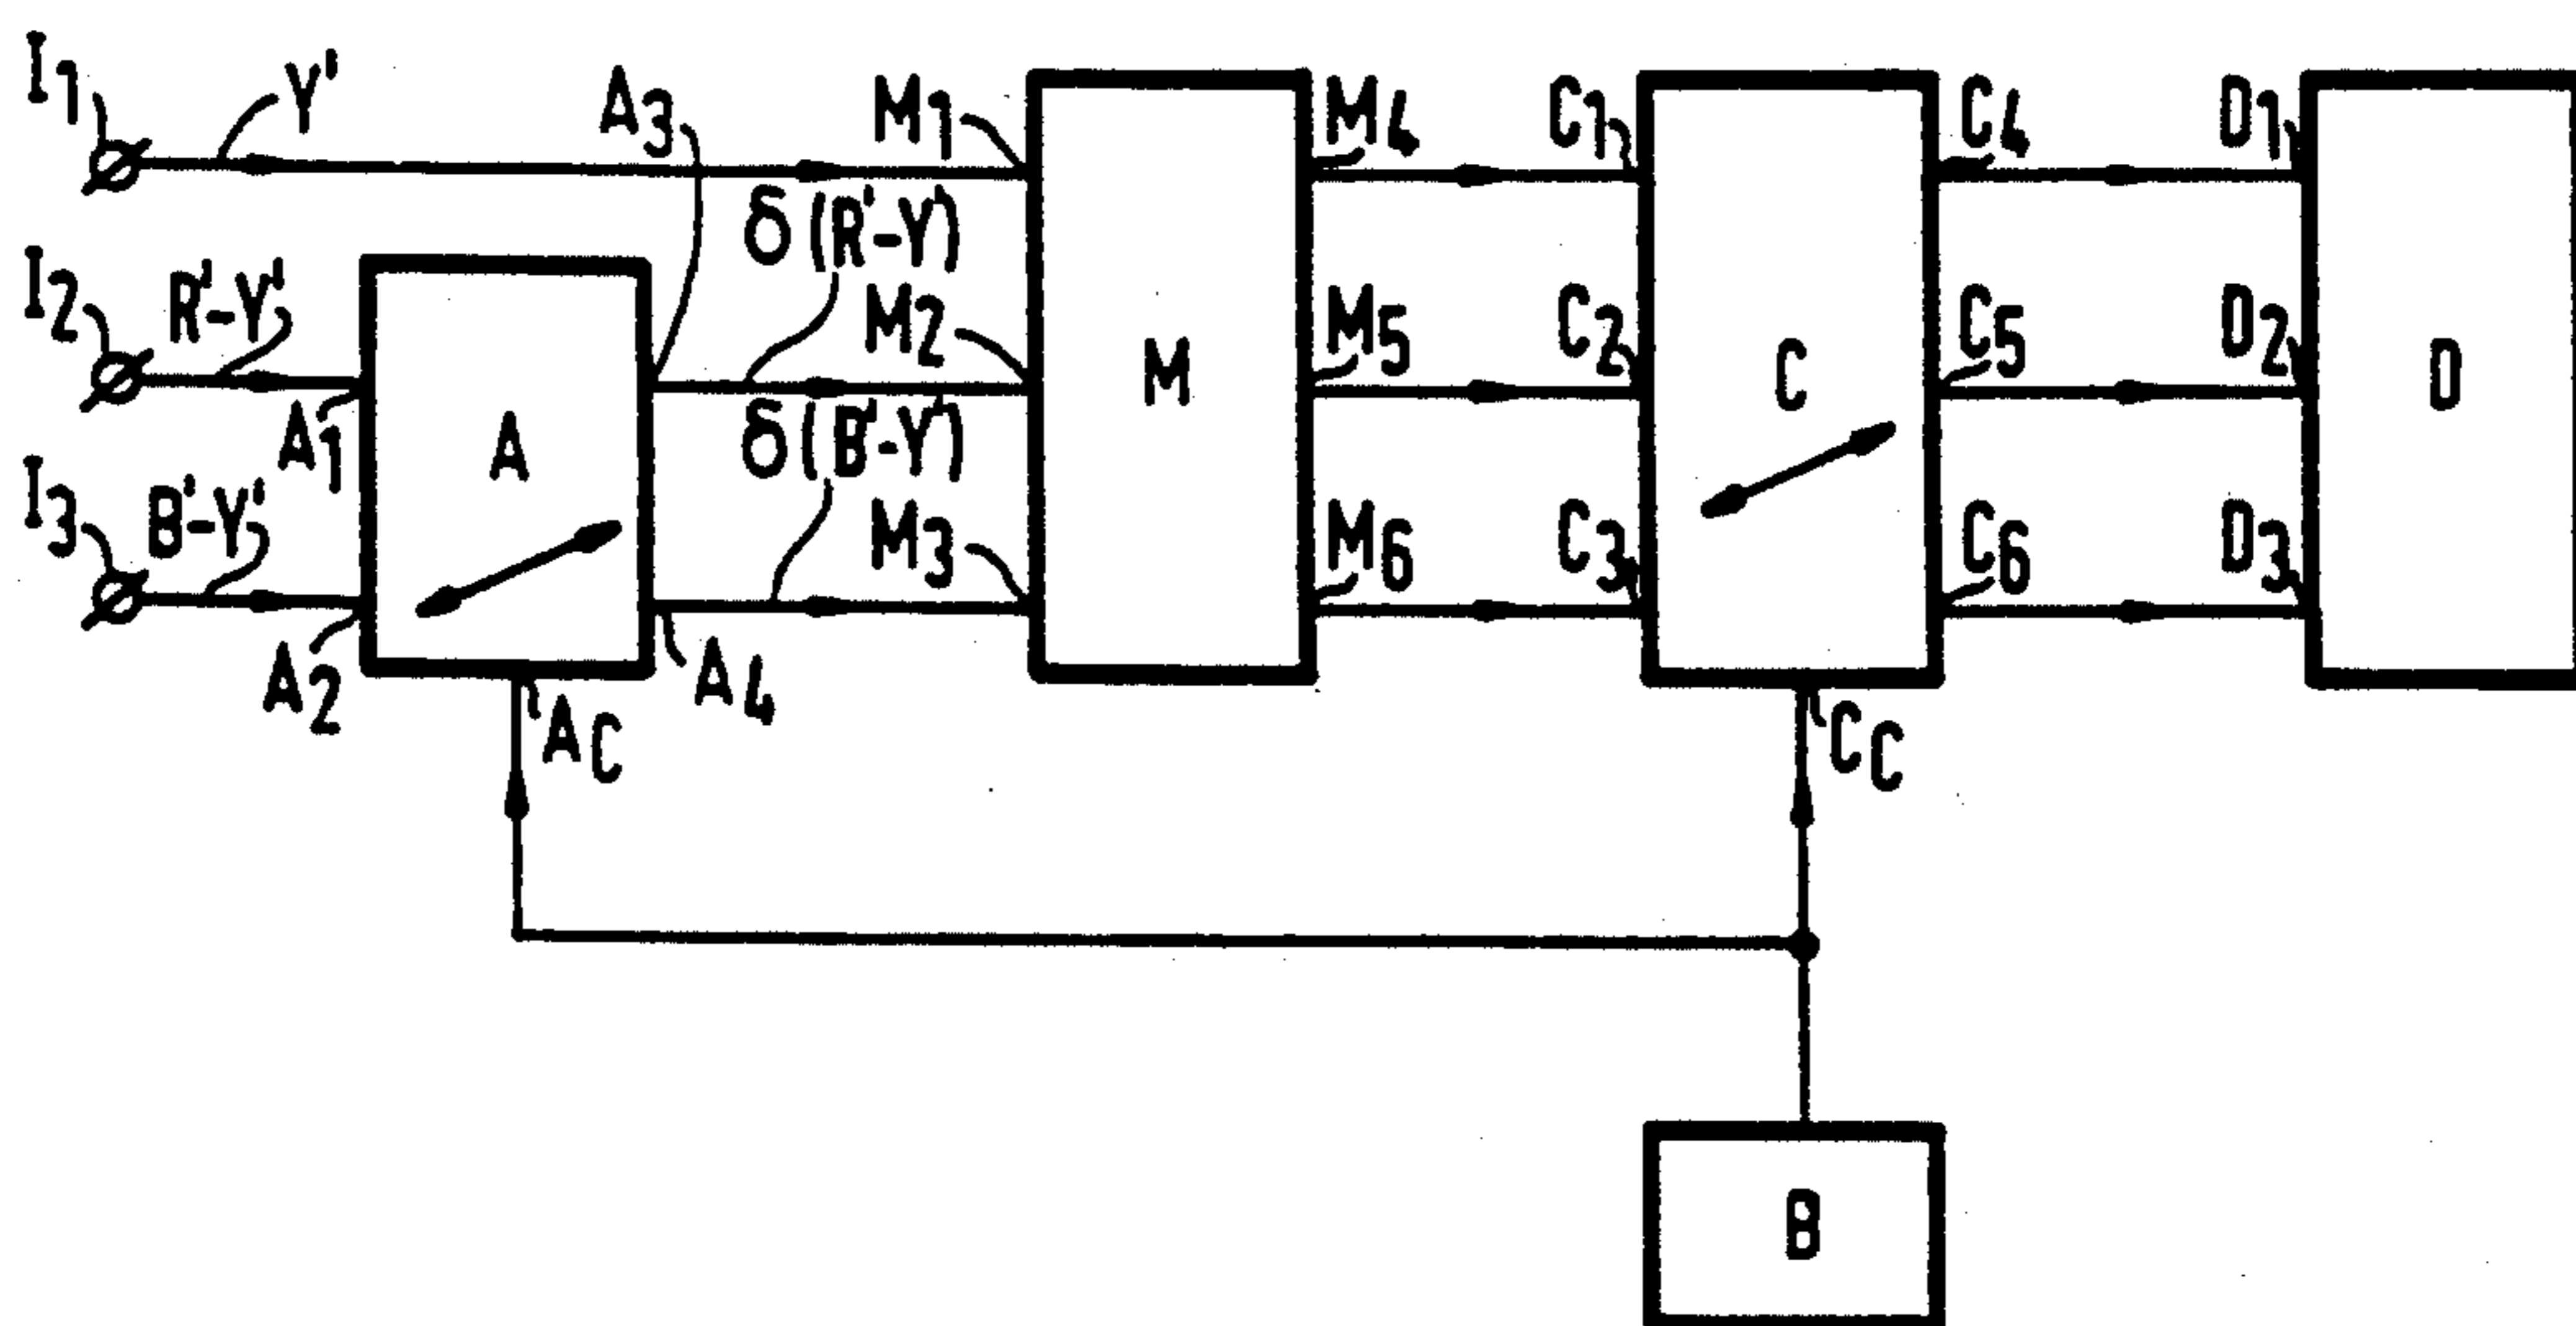 I1
Y'
A3
M1
M4
C1
C4
D1
δ(R'-Y')
I2
R'-Y'
A1
M2
M5
C2
C5
D2
A
M
C
D
δ(B'-Y')
I3
B'-Y'
A2
M3
M6
C3
C6
D3
AC
A4
CC
B